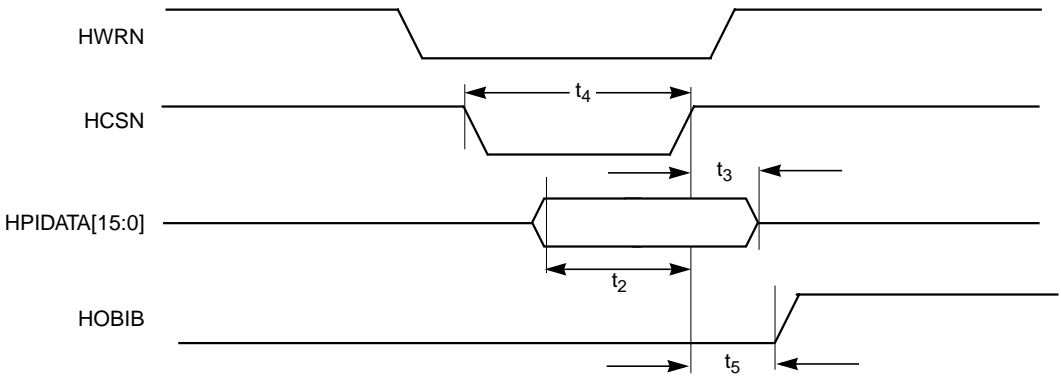 HWRN
t4
HCSN
t3
HPIDATA[15:0]
t2
HOBIB
t5